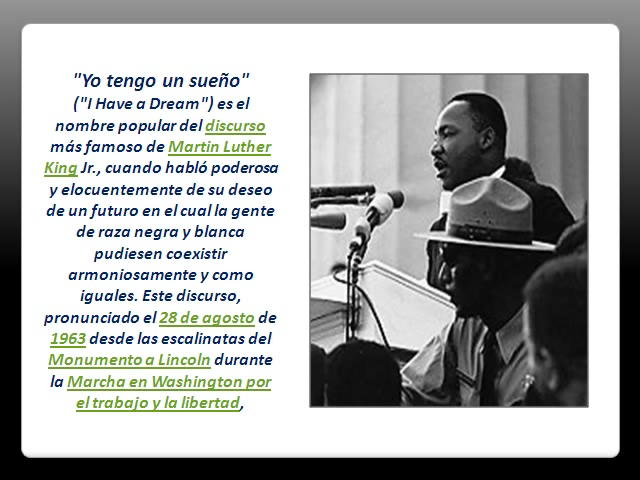 "Yo tengo un sueño"
("I Have a Dream") es el
nombre popular del discurso
más famoso de Martin Luther
King Jr., cuando habló poderosa
y elocuentemente de su deseo
de un futuro en el cual la gente
de raza negra y blanca
pudiesen coexistir
armoniosamente y como
iguales. Este discurso,
pronunciado el 28 de agosto de
1963 desde las escalinatas del
Monumento a Lincoln durante
la Marcha en Washington por
el trabajo y la libertad,